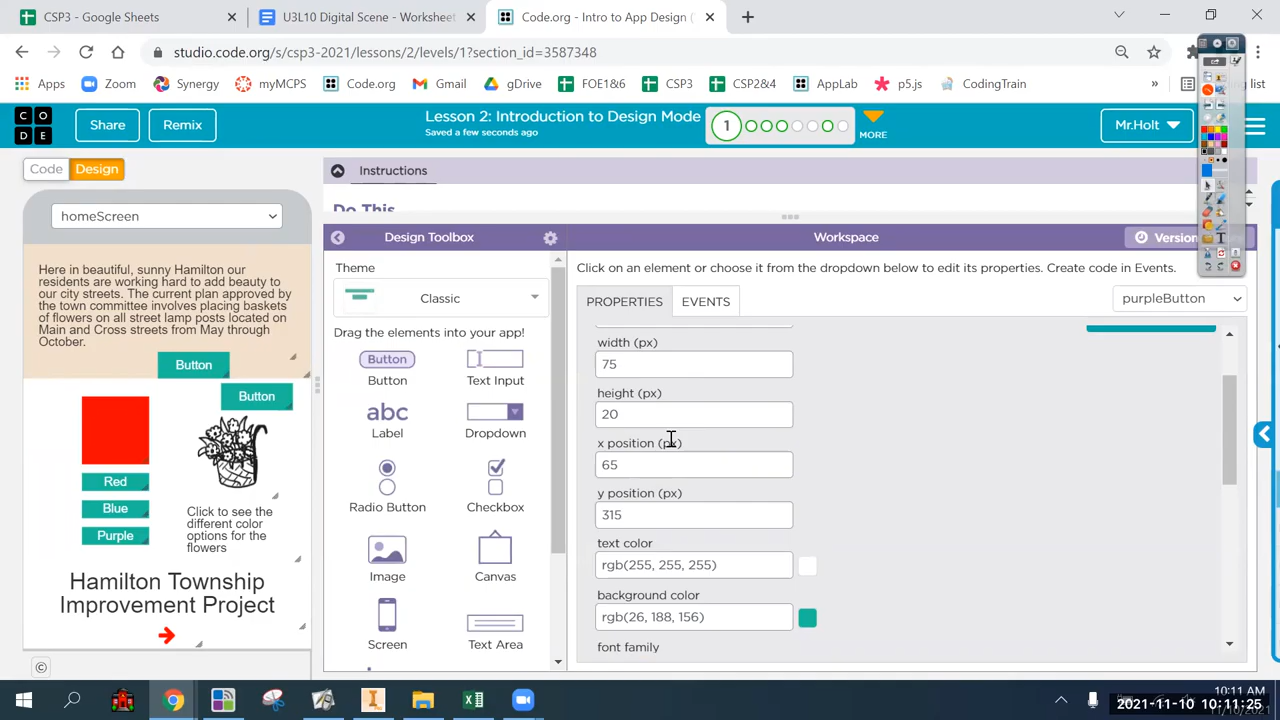 CSP3 - Google Sheets
U3L10 Digital Scene - Worksheet
Code.org - Intro to App Design (
studio.code.org/s/csp3-2021/lessons/2/levels/1?section
3587348
Apps
Zoom
Synergy
myMCPS
Code.org
Gmail
gDrive
FOE1&6
CSP3
CSP2&
AppLab
p5.js
CodingTrain
»
ng list
C O
D E
Share
Remix
Lesson 2: Introduction to Design Mode
Saved a few seconds ago
1
MORE
Mr.Holt
Code
Design
Instructions
Do This
homeScreen
Design Toolbox
Workspace
Version
Here in beautiful, sunny Hamilton our
residents are working hard to add beauty to
our city streets. The current plan approved by
the town committee involves placing baskets
of flowers on all street lamp posts located on
Main and Cross streets from May through
October.
Button
Button
Red
Blue
Purple
Click to see the
different color
options for the
flowers
Hamilton Township
Improvement Project
Theme
Classic
Drag the elements into your app!
Button
Button
Text Input
abc
Label
Dropdown
Radio Button
Checkbox
Image
Canvas
Screen
Text Area
Click on an element or choose it from the dropdown below to edit its properties. Create code in Events.
PROPERTIES
EVENTS
purpleButton
width (px)
75
height (px)
20
x position (px)
65
y position (px)
315
text color
rgb(255, 255, 255)
background color
rgb(26, 188, 156)
font family
©
10:11 AM
2021-11-10 10:11:25